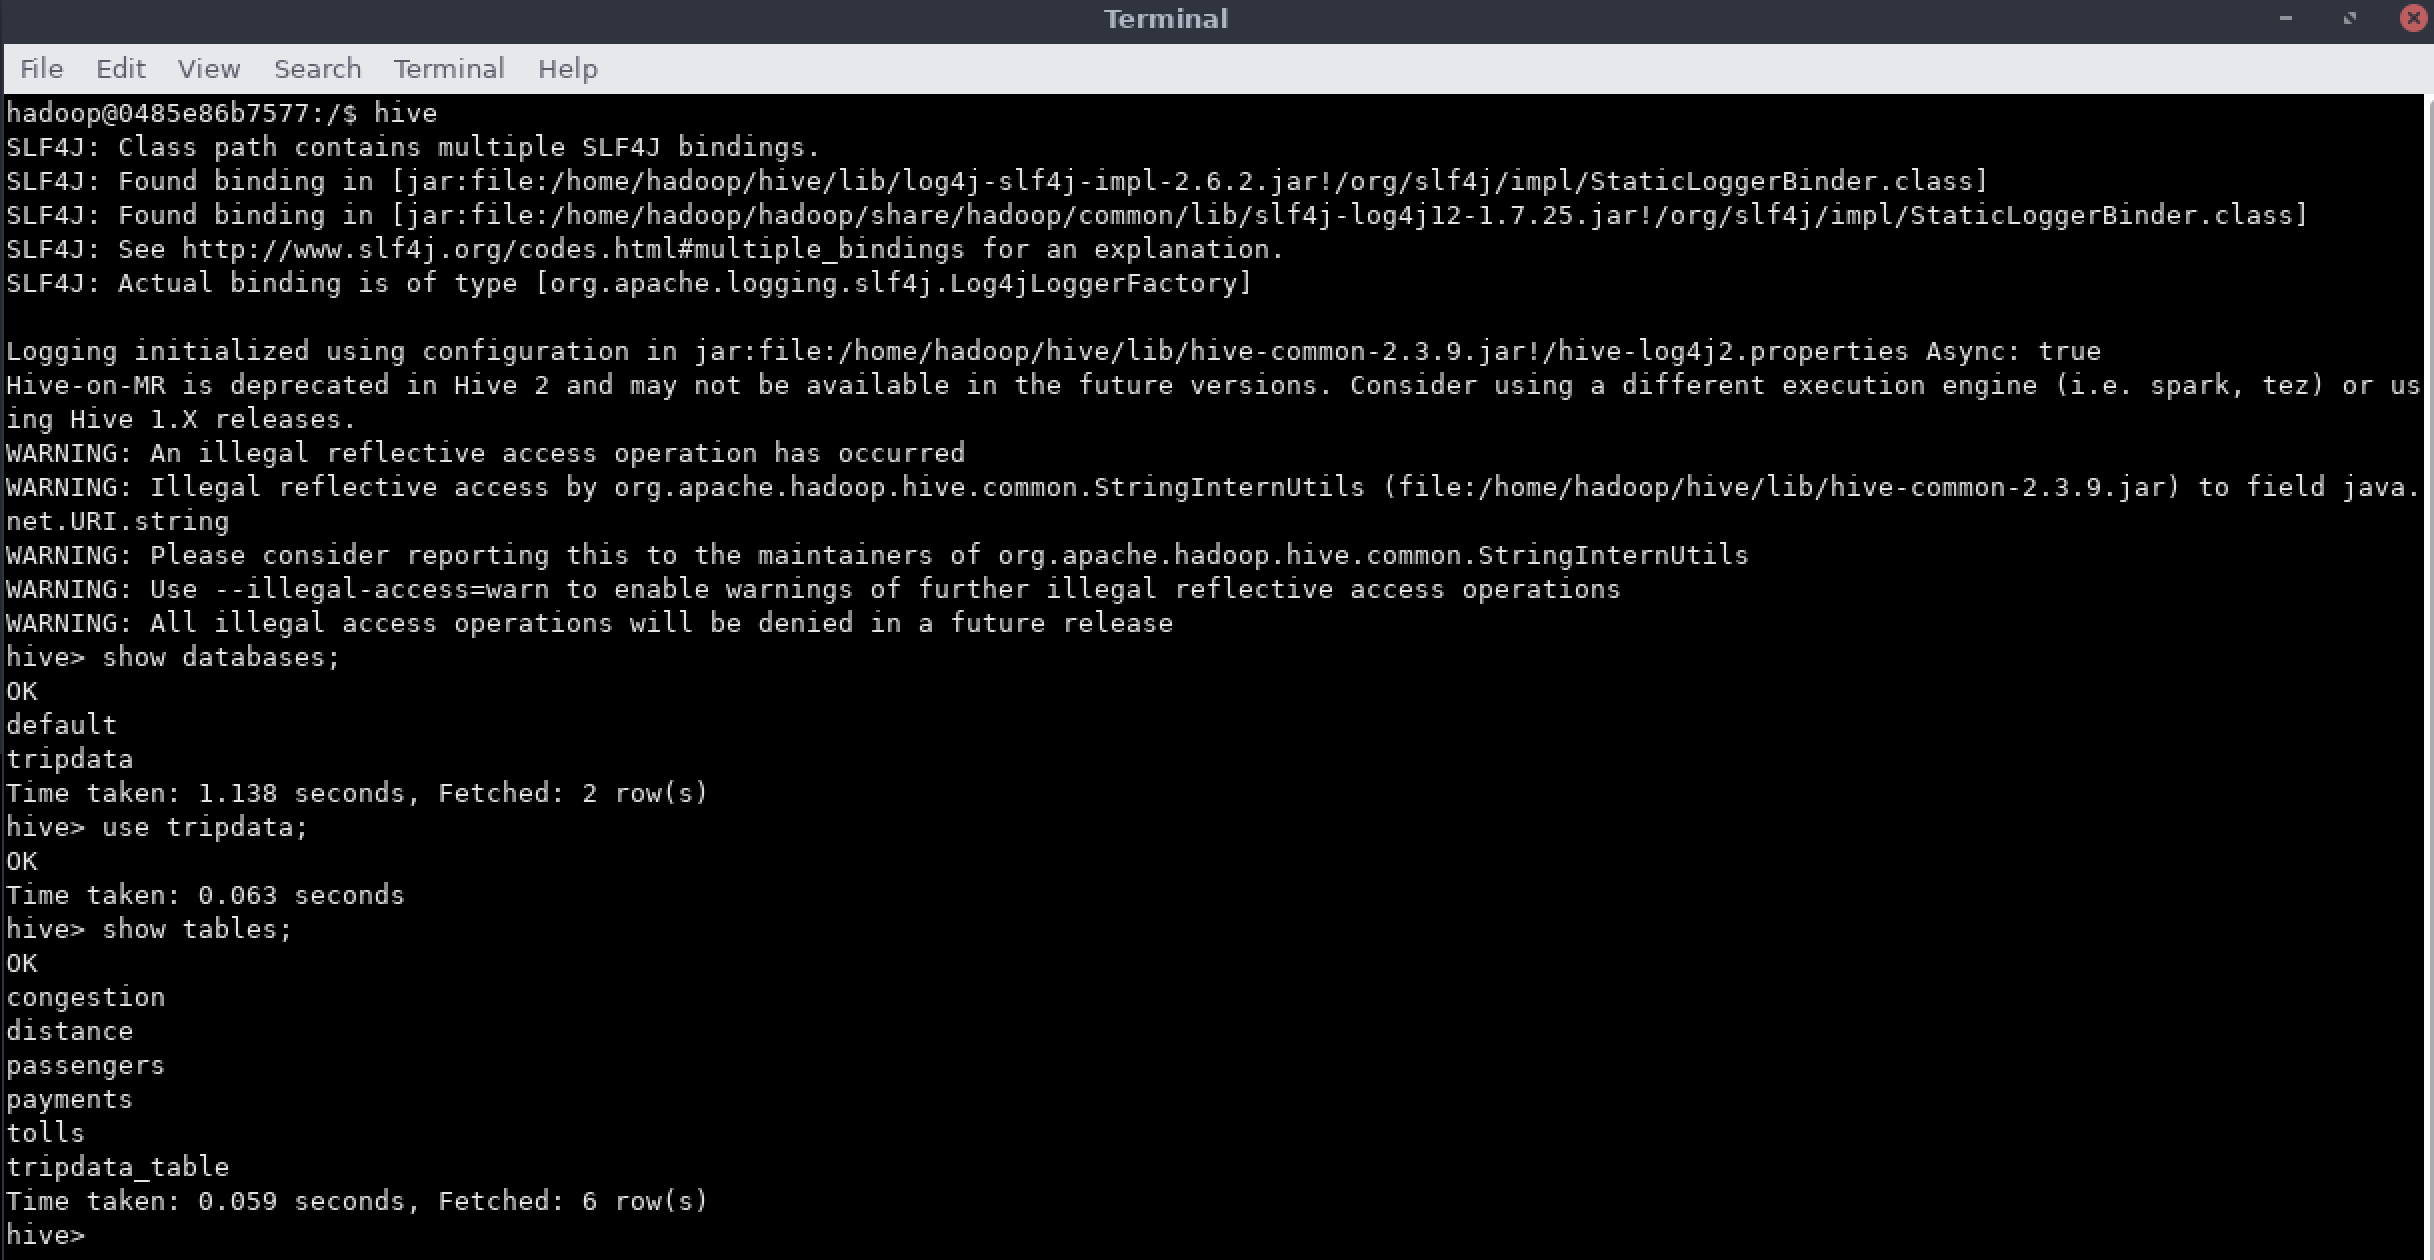 Terminal
File Edit View Search Terminal Help
hadoop@0485e86b7577:/$ hive
SLF4J: Class path contains multiple SLF4J bindings.
SLF4J: Found binding in [jar:file:/home/hadoop/hive/lib/log4j-slf4j-impl-2.6.2.jar!/org/slf4j/impl/StaticLoggerBinder.class]
SLF4J: Found binding in [jar:file:/home/hadoop/hadoop/share/hadoop/common/lib/slf4j-log4j12-1.7.25.jar!/org/slf4j/impl/StaticLoggerBinder.class]
SLF4J: See http://www.slf4j.org/codes.html#multiple_bindings for an explanation.
SLF4J: Actual binding is of type [org.apache.logging.slf4j.Log4jLoggerFactory]

Logging initialized using configuration in jar:file:/home/hadoop/hive/lib/hive-common-2.3.9.jar!/hive-log4j2.properties Async: true
Hive-on-MR is deprecated in Hive 2 and may not be available in the future versions. Consider using a different execution engine (i.e. spark, tez) or us
ing Hive 1.X releases.
WARNING: An illegal reflective access operation has occurred
WARNING: Illegal reflective access by org.apache.hadoop.hive.common.StringInternUtils (file:/home/hadoop/hive/lib/hive-common-2.3.9.jar) to field java.
net.URI.string
WARNING: Please consider reporting this to the maintainers of org.apache.hadoop.hive.common.StringInternUtils
WARNING: Use --illegal-access=warn to enable warnings of further illegal reflective access operations
WARNING: All illegal access operations will be denied in a future release
hive> show databases;
OK
default
tripdata
Time taken: 1.138 seconds, Fetched: 2 row(s)
hive> use tripdata;
OK
Time taken: 0.063 seconds
hive> show tables;
OK
congestion
distance
passengers
payments
tolls
tripdata_table
Time taken: 0.059 seconds, Fetched: 6 row(s)
hive>